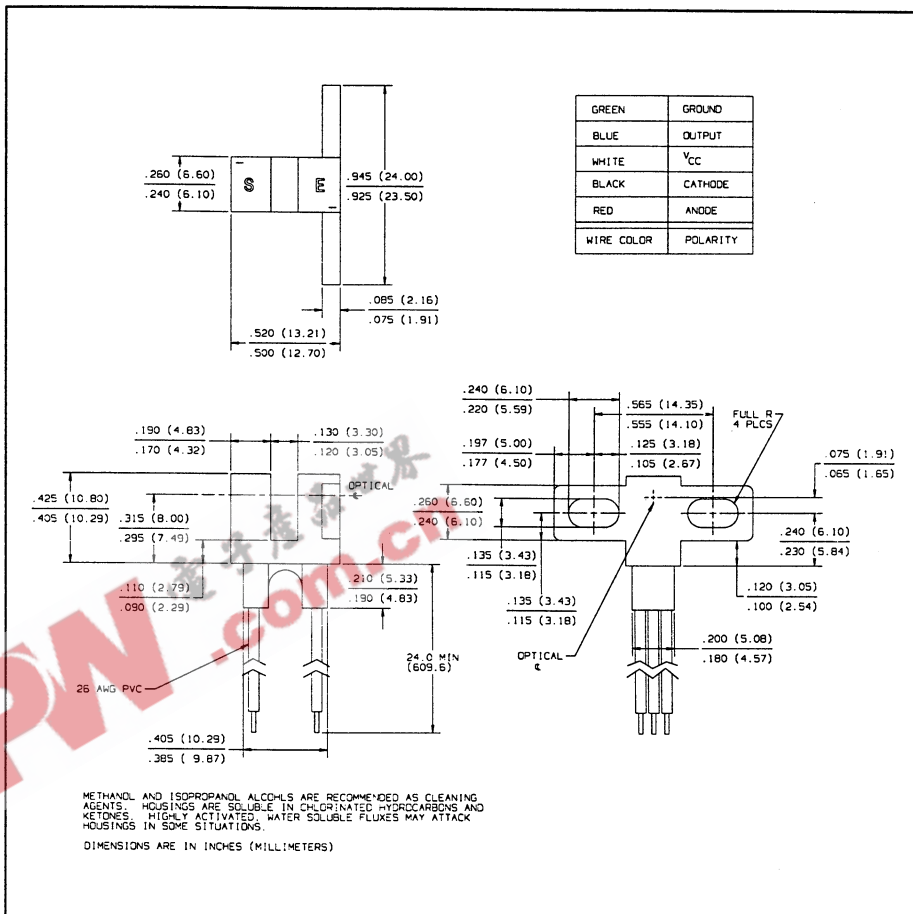 GREEN GROUND
BLUE OUTPUT
WHITE VCC
BLACK CATHODE
RED ANODE
WIRE COLOR POLARITY
.260 (6.60)
.240 (6.10)
S
E
.945 (24.00)
.925 (23.50)
.085 (2.16)
.075 (1.91)
.520 (13.21)
.500 (12.70)
.190 (4.83)
.170 (4.32)
.130 (3.30)
.120 (3.05)
OPTICAL
℄
.425 (10.80)
.405 (10.29)
.315 (8.00)
.295 (7.49)
.110 (2.79)
.090 (2.29)
.210 (5.33)
.190 (4.83)
24.0 MIN
(609.6)
26 AWG PVC
.405 (10.29)
.385 ( 9.87)
.240 (6.10)
.220 (5.59)
.565 (14.35)
.555 (14.10)
FULL R
4 PLCS
.197 (5.00)
.177 (4.50)
.125 (3.18)
.105 (2.67)
.075 (1.91)
.065 (1.65)
.260 (6.60)
.240 (6.10)
.240 (6.10)
.230 (5.84)
.135 (3.43)
.115 (3.18)
.135 (3.43)
.115 (3.18)
.120 (3.05)
.100 (2.54)
OPTICAL
℄
.200 (5.08)
.180 (4.57)
METHANOL AND ISOPROPANOL ALCOHLS ARE RECOMMENDED AS CLEANING
AGENTS. HOUSINGS ARE SOLUBLE IN CHLORINATED HYDROCARBONS AND
KETONES. HIGHLY ACTIVATED, WATER SOLUBLE FLUXES MAY ATTACK
HOUSINGS IN SOME SITUATIONS.
DIMENSIONS ARE IN INCHES (MILLIMETERS)
電子產品世界
PW.com.cn